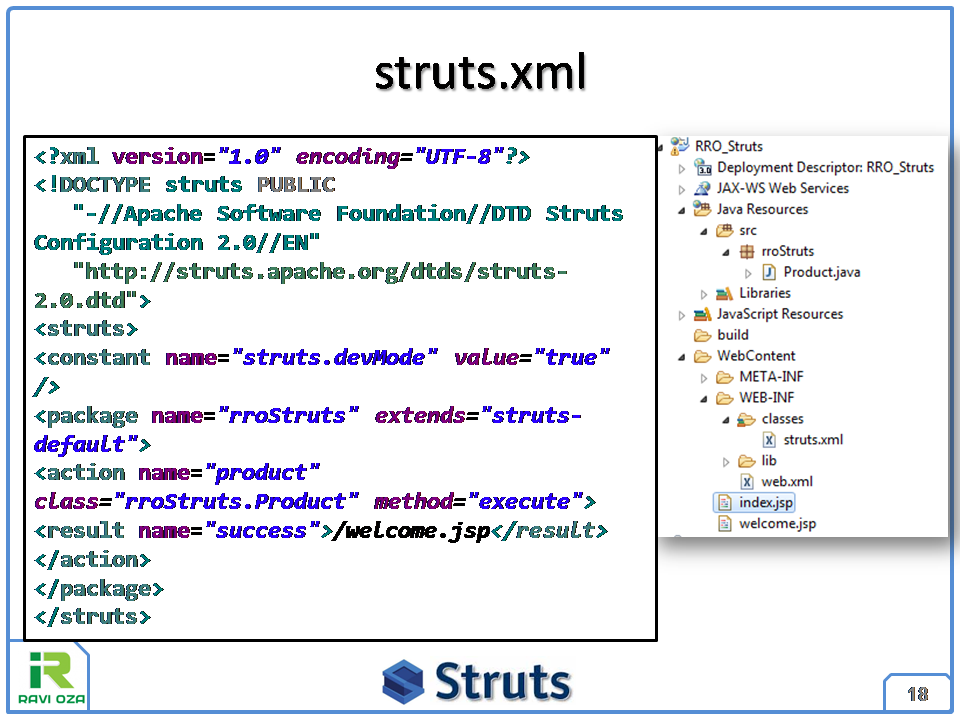 struts.xml
<?xml version="1.0" encoding="UTF-8"?>
<!DOCTYPE struts PUBLIC
"-//Apache Software Foundation//DTD Struts
Configuration 2.0//EN"
"http://struts.apache.org/dtds/struts-
2.0.dtd">
<struts>
<constant name="struts.devMode" value="true"
/>
<package name="rroStruts" extends="struts-
default">
<action name="product"
class="rroStruts.Product" method="execute">
<result name="success">/welcome.jsp</result>
</action>
</package>
</struts>
RRO_Struts
Deployment Descriptor: RRO_Struts
JAX-WS Web Services
Java Resources
src
rroStruts
Product.java
Libraries
JavaScript Resources
build
WebContent
META-INF
WEB-INF
classes
struts.xml
lib
web.xml
index.jsp
welcome.jsp
RAVI OZA
Struts
18